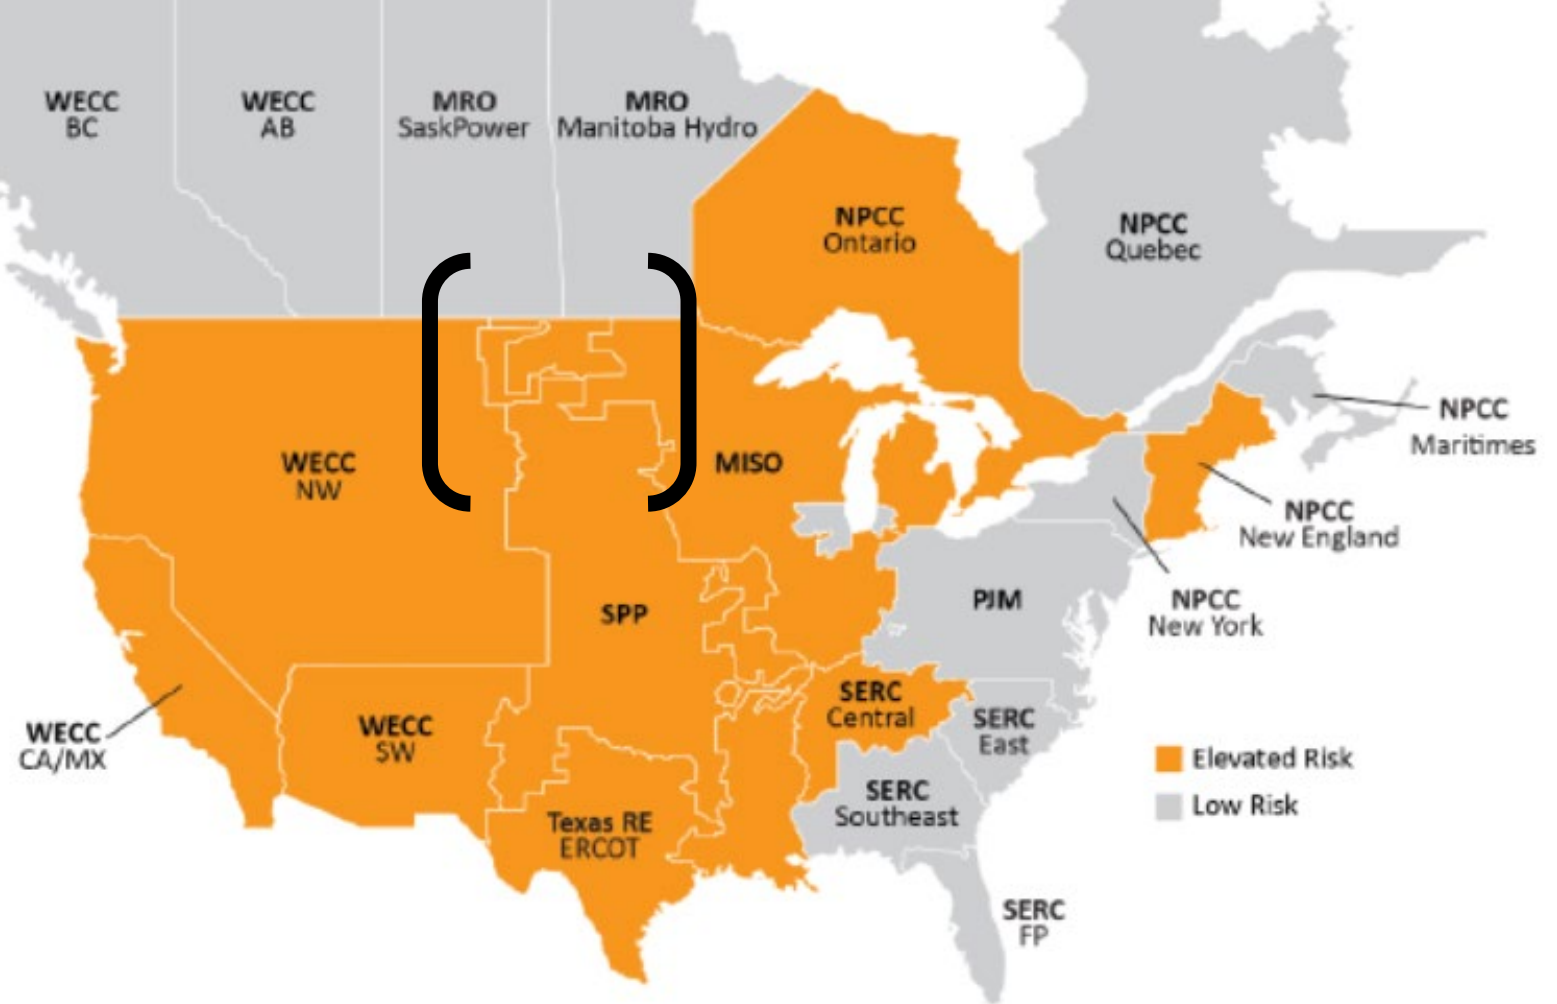 WECC
BC
WECC
AB
MRO
SaskPower
MRO
Manitoba Hydro
NPCC
Ontario
NPCC
Quebec
NPCC
Maritimes
WECC
NW
MISO
NPCC
New England
SPP
PJM
NPCC
New York
WECC
CA/MX
WECC
SW
SERC
Central
SERC
East
Elevated Risk
Low Risk
SERC
Southeast
Texas RE
ERCOT
SERC
FP